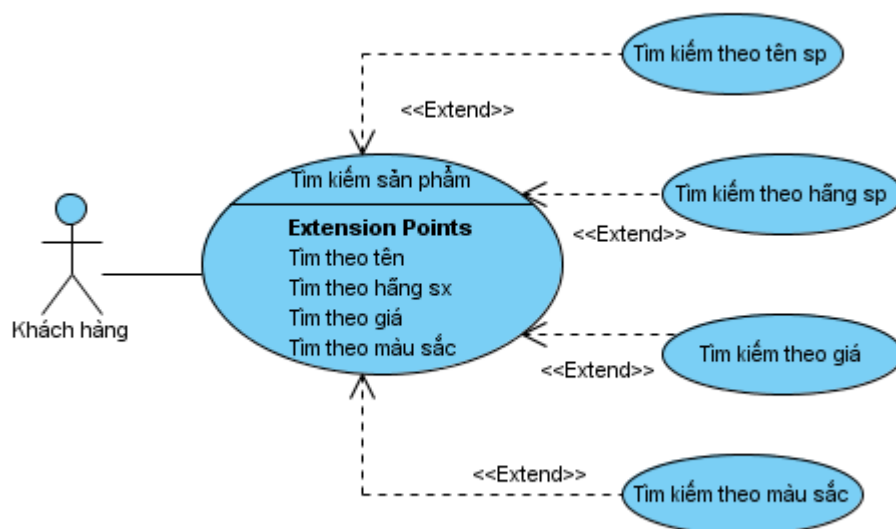 Tìm kiếm theo tên sp
<<Extend>>
Tìm kiếm sản phẩm
Tìm kiếm theo hãng sp
<<Extend>>
Extension Points
Tìm theo tên
Tìm theo hãng sx
Tìm theo giá
Tìm theo màu sắc
Khách hàng
Tìm kiếm theo giá
<<Extend>>
<<Extend>>
Tìm kiếm theo màu sắc